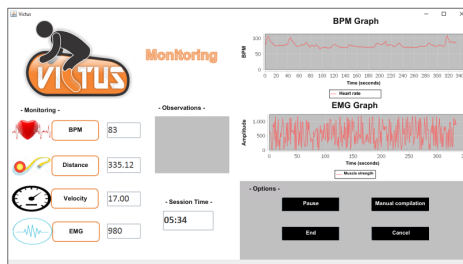 Victus
VICTUS
Monitoring
- Monitoring -
BPM
83
Distance
335.12
Velocity
17.00
EMG
980
- Observations -
- Session Time -
05:34
BPM Graph
BPM
100
50
0
0 20 40 60 80 100 120 140 160 180 200 220 240 260 280 300 320 340
Time (seconds)
Heart rate
EMG Graph
Amplitude
1.000
500
0
0 50 100 150 200 250 300
Time (seconds)
Muscle strength
- Options -
Pause
Manual compilation
End
Cancel